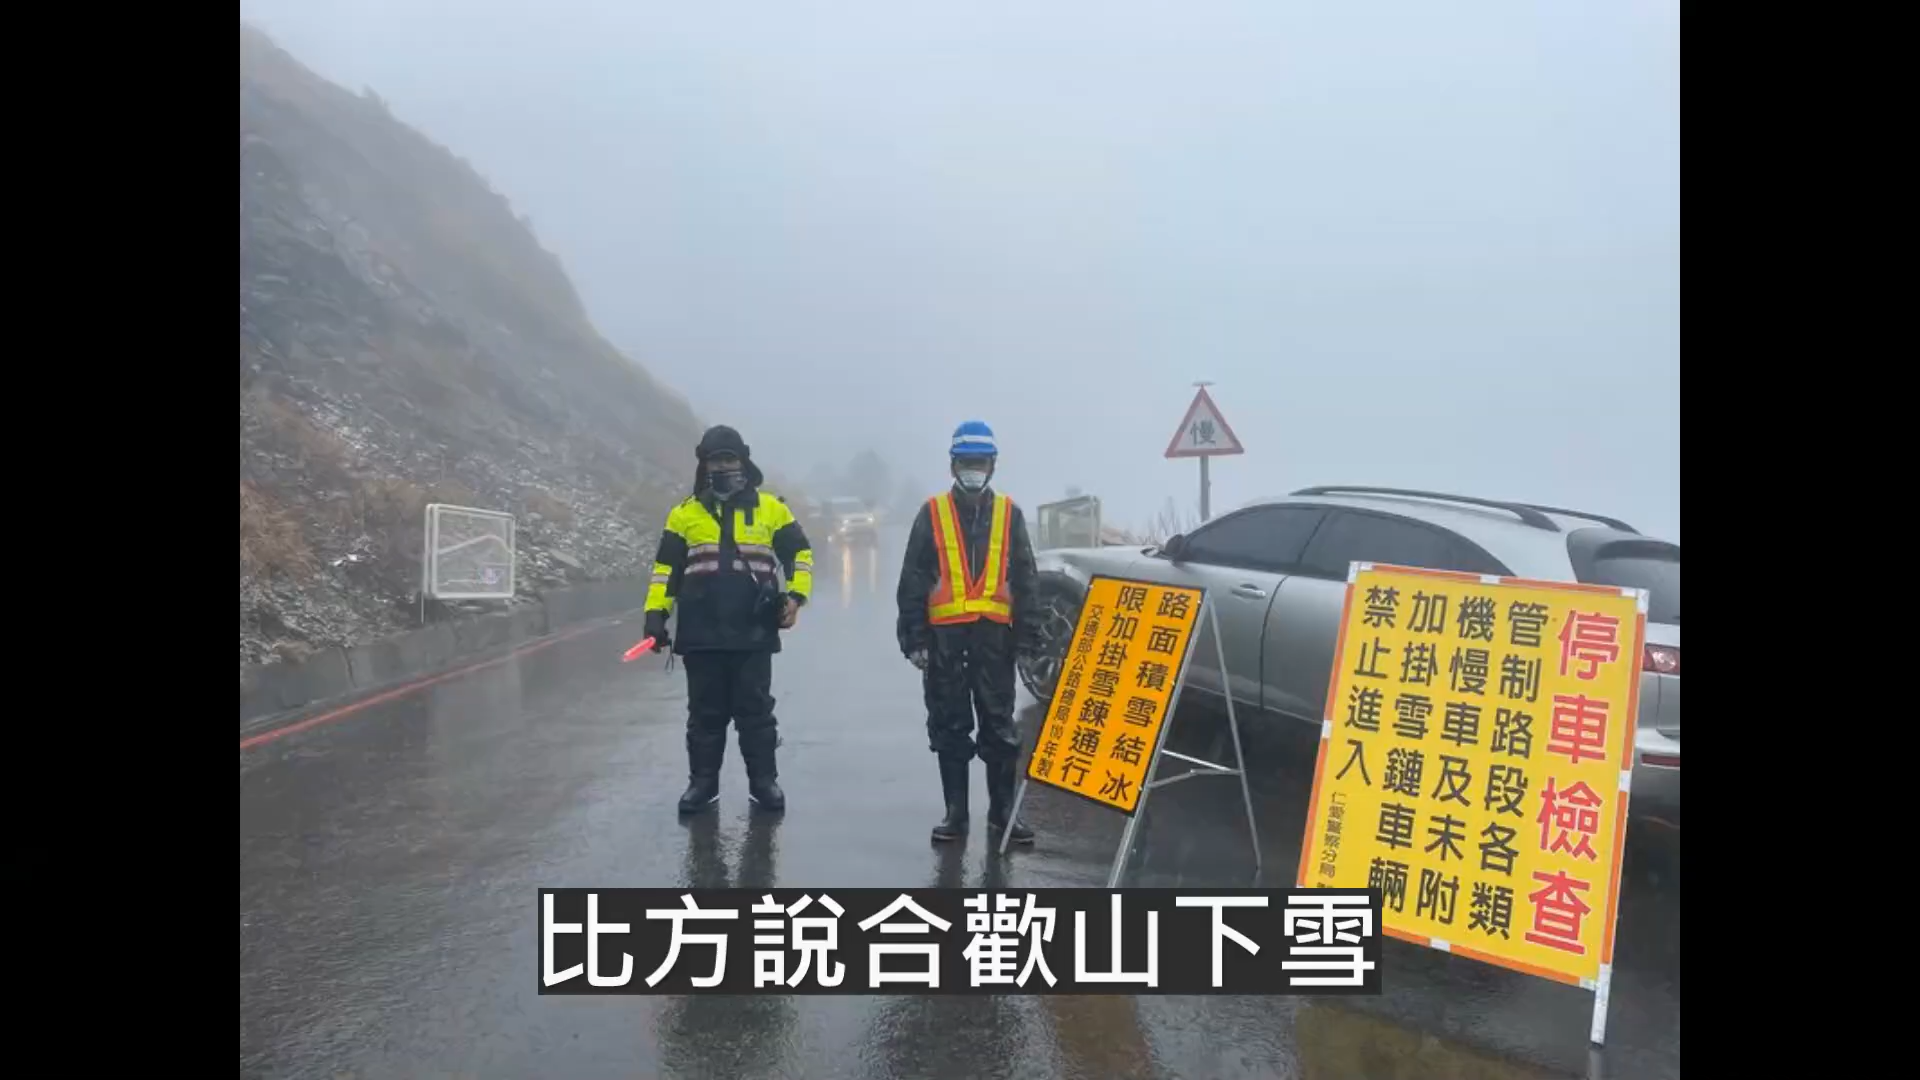 慢
路面積雪結冰
限加掛雪鍊通行
交通部公路總局110年製
停車檢查
管制路段各類
機慢車及未附
加掛雪鏈車輛
禁止進入
仁愛警察分局
比方說合歡山下雪